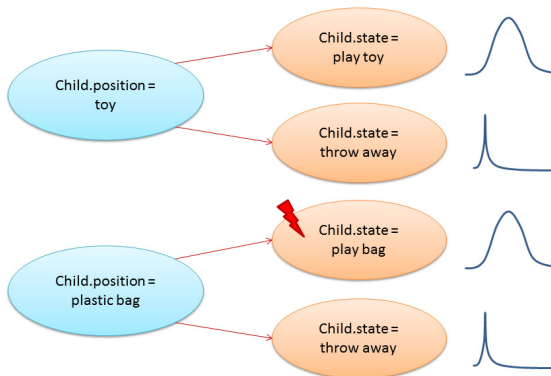 Child.state =
play toy
Child.position =
toy
Child.state =
throw away
Child.state =
play bag
Child.position =
plastic bag
Child.state =
throw away